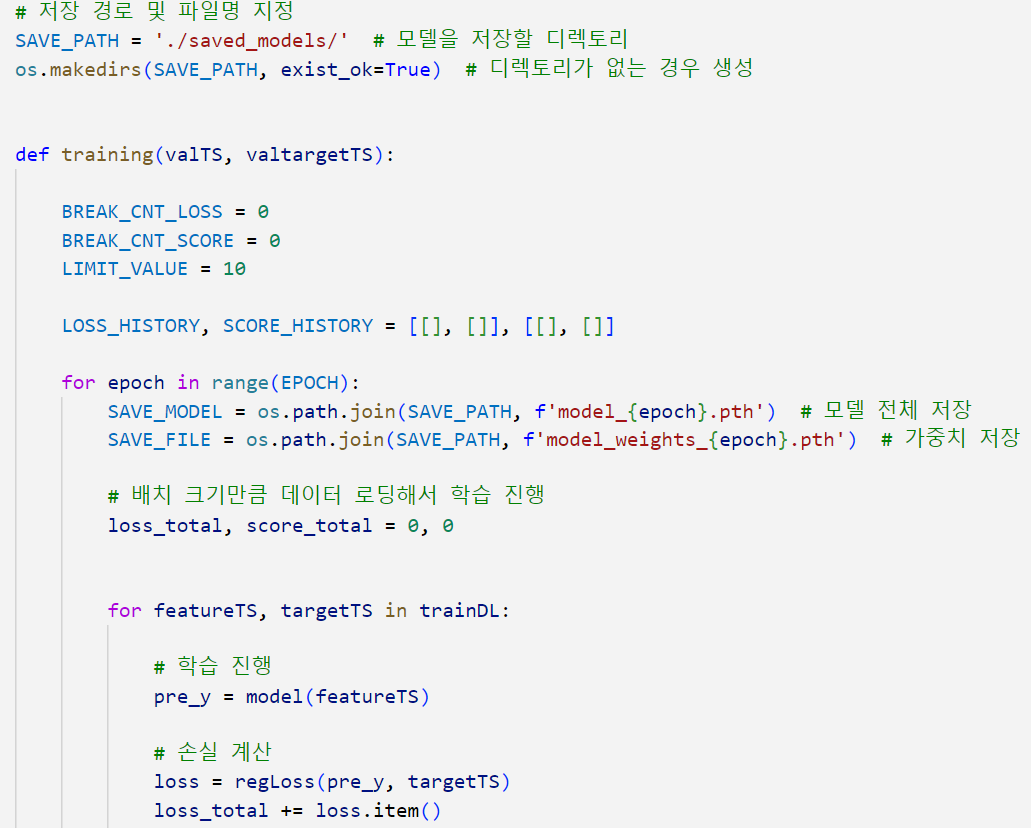 # 저장 경로 및 파일명 지정
SAVE_PATH = './saved_models/'  # 모델을 저장할 디렉토리
os.makedirs(SAVE_PATH, exist_ok=True)  # 디렉토리가 없는 경우 생성
def training(valTS, valtargetTS):
    BREAK_CNT_LOSS = 0
    BREAK_CNT_SCORE = 0
    LIMIT_VALUE = 10
    LOSS_HISTORY, SCORE_HISTORY = [[], []], [[], []]
    for epoch in range(EPOCH):
        SAVE_MODEL = os.path.join(SAVE_PATH, f'model_{epoch}.pth')  # 모델 전체 저장
        SAVE_FILE = os.path.join(SAVE_PATH, f'model_weights_{epoch}.pth')  # 가중치 저장
        # 배치 크기만큼 데이터 로딩해서 학습 진행
        loss_total, score_total = 0, 0
        for featureTS, targetTS in trainDL:
            # 학습 진행
            pre_y = model(featureTS)
            # 손실 계산
            loss = regLoss(pre_y, targetTS)
            loss_total += loss.item()